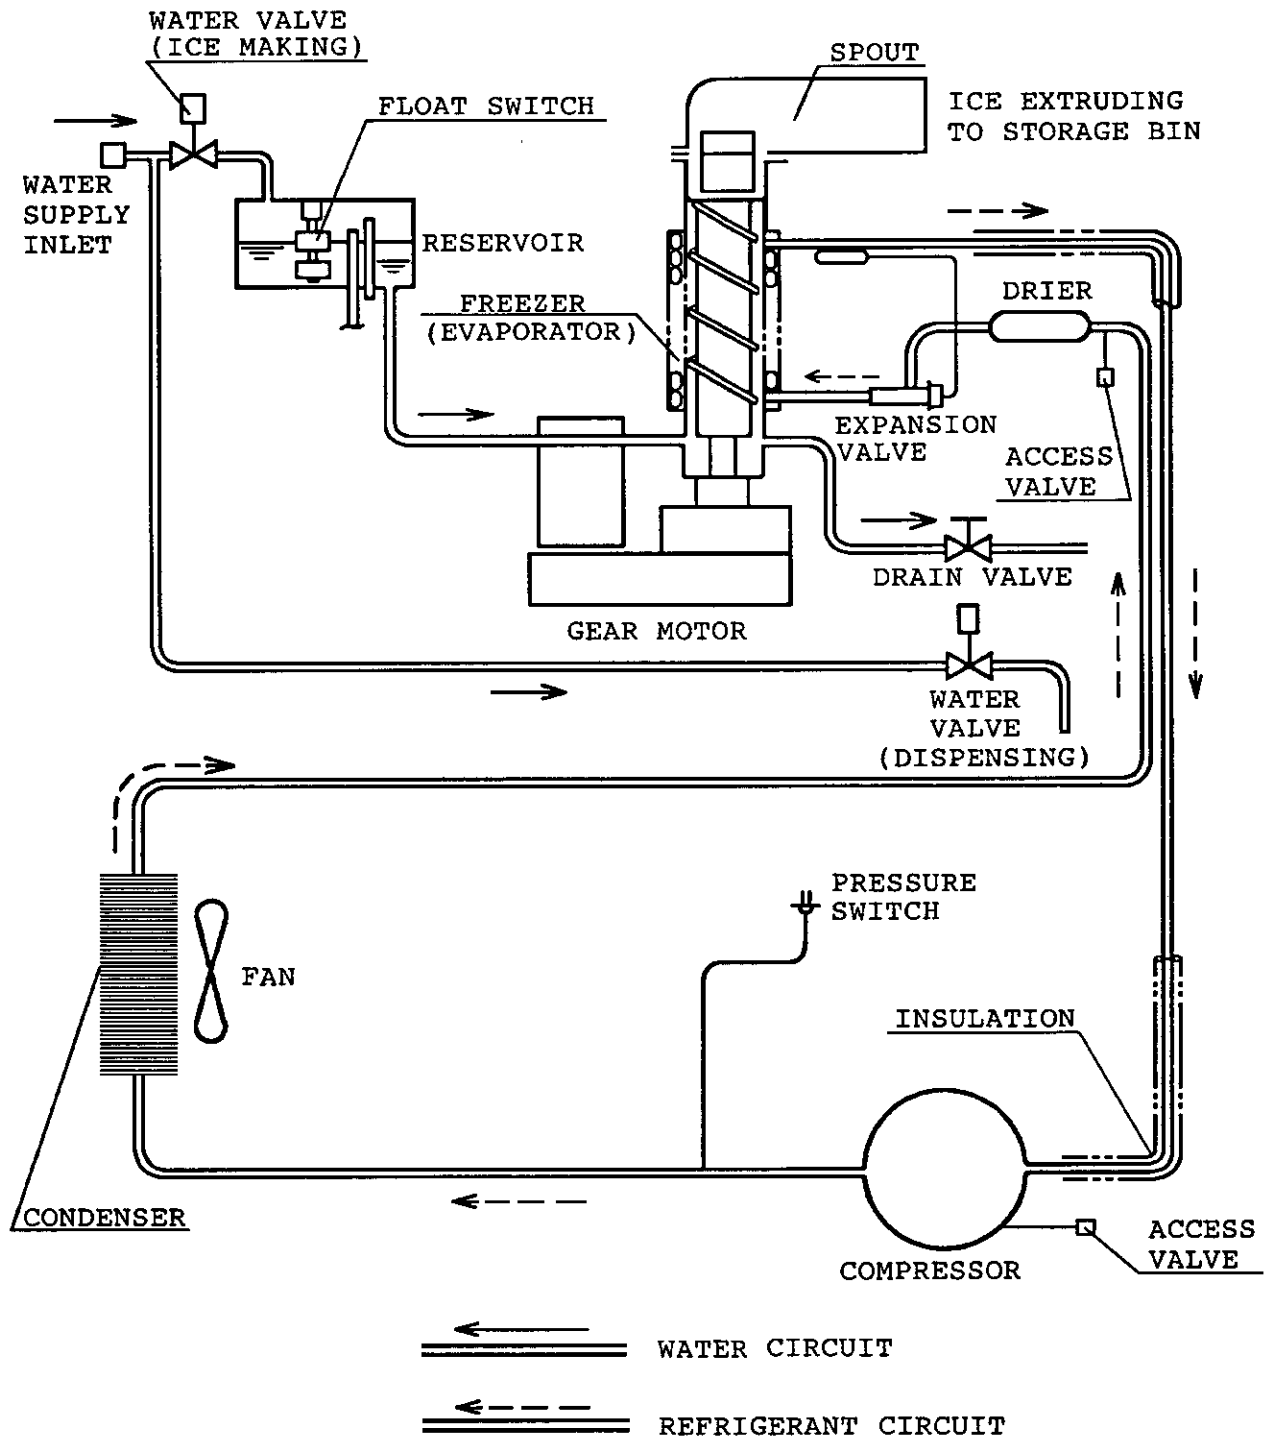 WATER VALVE
(ICE MAKING)
SPOUT
FLOAT SWITCH
ICE EXTRUDING
TO STORAGE BIN
WATER
SUPPLY
INLET
RESERVOIR
DRIER
FREEZER
(EVAPORATOR)
EXPANSION
VALVE
ACCESS
VALVE
DRAIN VALVE
GEAR MOTOR
WATER
VALVE
(DISPENSING)
PRESSURE
SWITCH
FAN
INSULATION
CONDENSER
ACCESS
VALVE
COMPRESSOR
WATER CIRCUIT
REFRIGERANT CIRCUIT